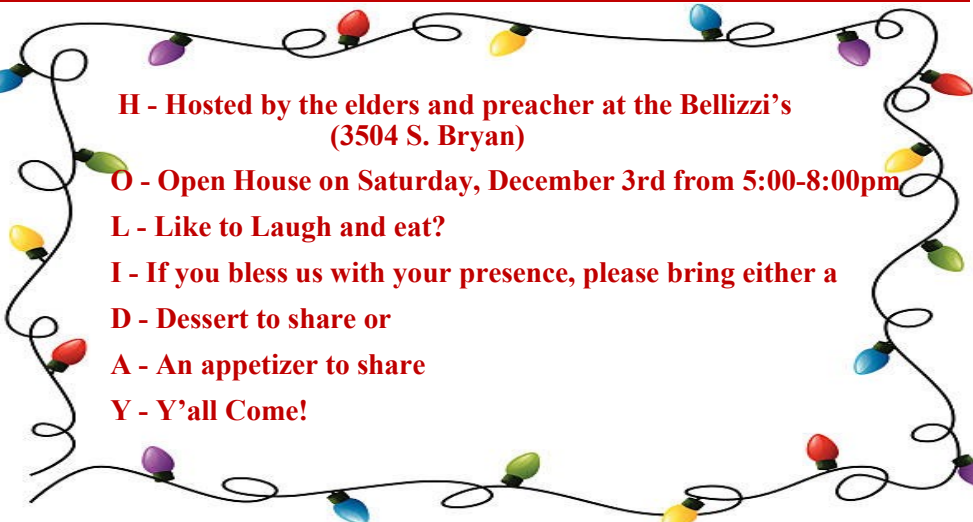 H - Hosted by the elders and preacher at the Bellizzi’s
(3504 S. Bryan)
O - Open House on Saturday, December 3rd from 5:00-8:00pm
L - Like to Laugh and eat?
I - If you bless us with your presence, please bring either a
D - Dessert to share or
A - An appetizer to share
Y - Y’all Come!